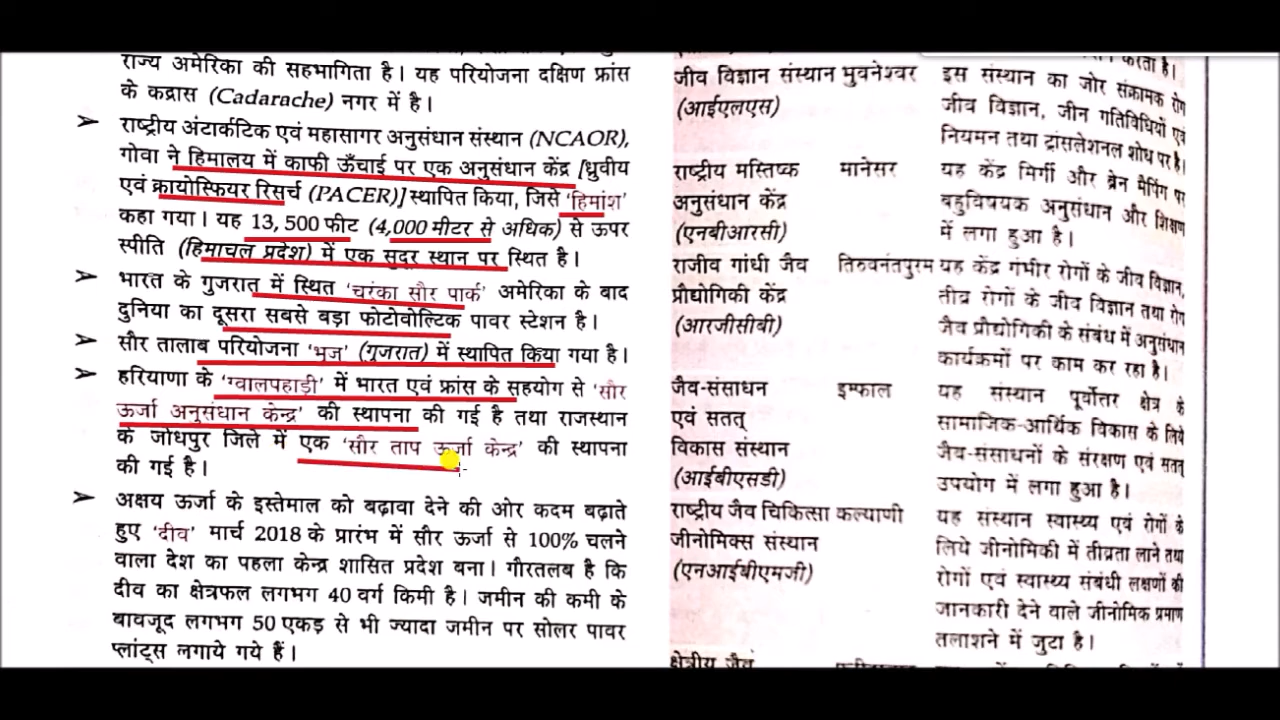 राज्य अमेरिका की सहभागिता है। यह परियोजना दक्षिण फ्रांस
के कद्रास (Cadarache) नगर में है।
➢ राष्ट्रीय अंटार्कटिक एवं महासागर अनुसंधान संस्थान (NCAOR),
गोवा ने हिमालय में काफी ऊँचाई पर एक अनुसंधान केंद्र [ध्रुवीय
एवं क्रायोस्फियर रिसर्च (PACER)] स्थापित किया, जिसे 'हिमांश'
कहा गया। यह 13,500 फीट (4,000 मीटर से अधिक) से ऊपर
स्पीति (हिमाचल प्रदेश) में एक सुदूर स्थान पर स्थित है।
➢ भारत के गुजरात में स्थित 'चरंका सौर पार्क' अमेरिका के बाद
दुनिया का दूसरा सबसे बड़ा फोटोवोल्टिक पावर स्टेशन है।
➢ सौर तालाब परियोजना 'भुज' (गुजरात) में स्थापित किया गया है।
➢ हरियाणा के 'ग्वालपहाड़ी' में भारत एवं फ्रांस के सहयोग से 'सौर
ऊर्जा अनुसंधान केन्द्र' की स्थापना की गई है तथा राजस्थान
के जोधपुर जिले में एक 'सौर ताप ऊर्जा केन्द्र' की स्थापना
की गई है।
➢ अक्षय ऊर्जा के इस्तेमाल को बढ़ावा देने की ओर कदम बढ़ाते
हुए 'दीव' मार्च 2018 के प्रारंभ में सौर ऊर्जा से 100% चलने
वाला देश का पहला केन्द्र शासित प्रदेश बना। गौरतलब है कि
दीव का क्षेत्रफल लगभग 40 वर्ग किमी है। जमीन की कमी के
बावजूद लगभग 50 एकड़ से भी ज्यादा जमीन पर सोलर पावर
प्लांट्स लगाये गये हैं।
करता है।
जीव विज्ञान संस्थान भुवनेश्वर इस संस्थान का जोर संक्रामक रोग
(आईएलएस) जीव विज्ञान, जीन गतिविधियों एवं
नियमन तथा ट्रांसलेशनल शोध पर है।
राष्ट्रीय मस्तिष्क मानेसर यह केंद्र मिर्गी और ब्रेन मैपिंग पर
अनुसंधान केंद्र बहुविषयक अनुसंधान और शिक्षण
(एनबीआरसी) में लगा हुआ है।
राजीव गांधी जैव तिरुवनंतपुरम यह केंद्र गंभीर रोगों के जीव विज्ञान,
प्रौद्योगिकी केंद्र तीव्र रोगों के जीव विज्ञान तथा रोग
(आरजीसीबी) जैव प्रौद्योगिकी के संबंध में अनुसंधान
कार्यक्रमों पर काम कर रहा है।
जैव-संसाधन इम्फाल यह संस्थान पूर्वोत्तर क्षेत्र के
एवं सतत् सामाजिक-आर्थिक विकास के लिये
विकास संस्थान जैव-संसाधनों के संरक्षण एवं सतत्
(आईबीएसडी) उपयोग में लगा हुआ है।
राष्ट्रीय जैव चिकित्सा कल्याणी यह संस्थान स्वास्थ्य एवं रोगों के
जीनोमिक्स संस्थान लिये जीनोमिकी में तीव्रता लाने तथा
(एनआईबीएमजी) रोगों एवं स्वास्थ्य संबंधी लक्षणों की
जानकारी देने वाले जीनोमिक प्रमाण
तलाशने में जुटा है।
क्षेत्रीय जैव